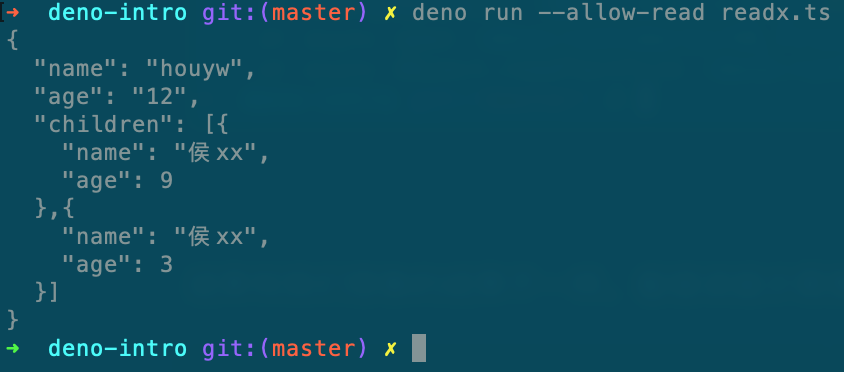 ➜  deno-intro git:(master) ✗ deno run --allow-read readx.ts
{
  "name": "houyw",
  "age": "12",
  "children": [{
    "name": "侯xx",
    "age": 9
  },{
    "name": "侯xx",
    "age": 3
  }]
}
➜  deno-intro git:(master) ✗